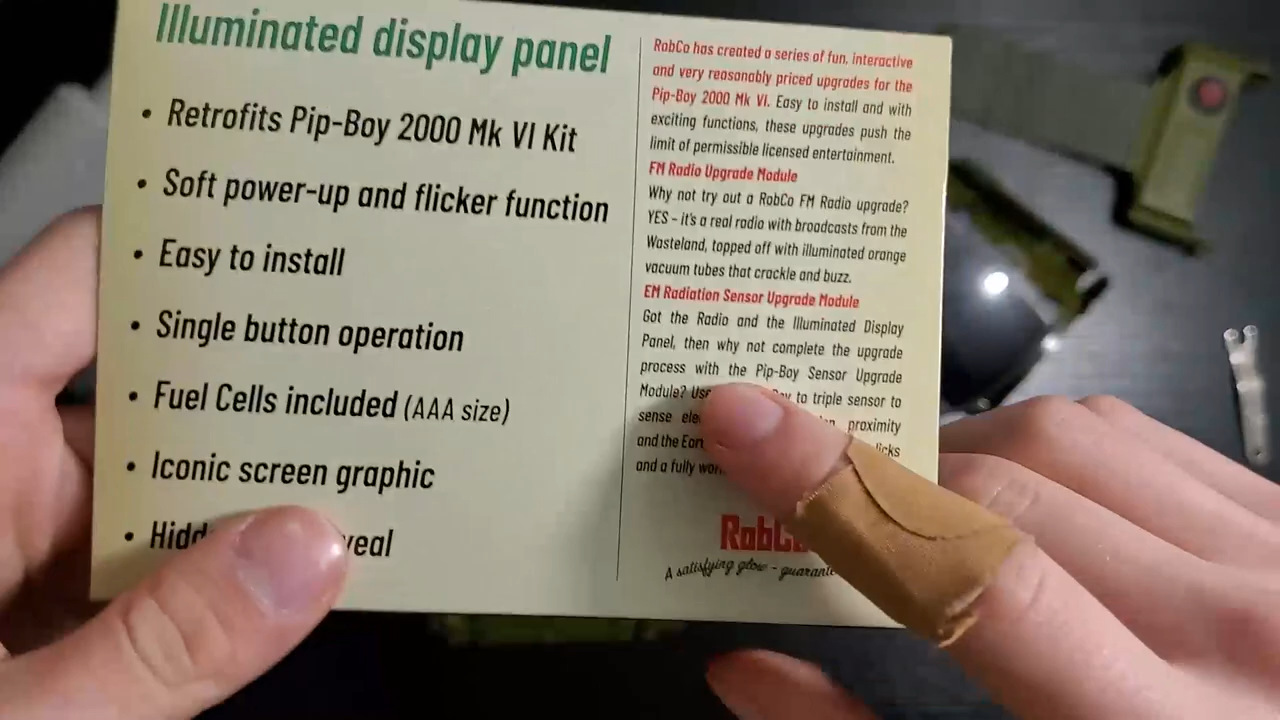 Illuminated display panel
• Retrofits Pip-Boy 2000 Mk VI Kit
• Soft power-up and flicker function
• Easy to install
• Single button operation
• Fuel Cells included (AAA size)
• Iconic screen graphic
•
RobCo has created a series of fun, interactive
and very reasonably priced upgrades for the
Pip-Boy 2000 Mk VI. Easy to install and with
exciting functions, these upgrades push the
limit of permissible licensed entertainment.
FM Radio Upgrade Module
Why not try out a RobCo FM Radio upgrade?
YES - it's a real radio with broadcasts from the
Wasteland, topped off with illuminated orange
vacuum tubes that crackle and buzz.
EM Radiation Sensor Upgrade Module
Got the Radio and the Illuminated Display
Panel, then why not complete the upgrade
process with the Pip-Boy Sensor Upgrade
Module? to triple sensor to
sense proximity
and the
and a fully
A satisfying glow -